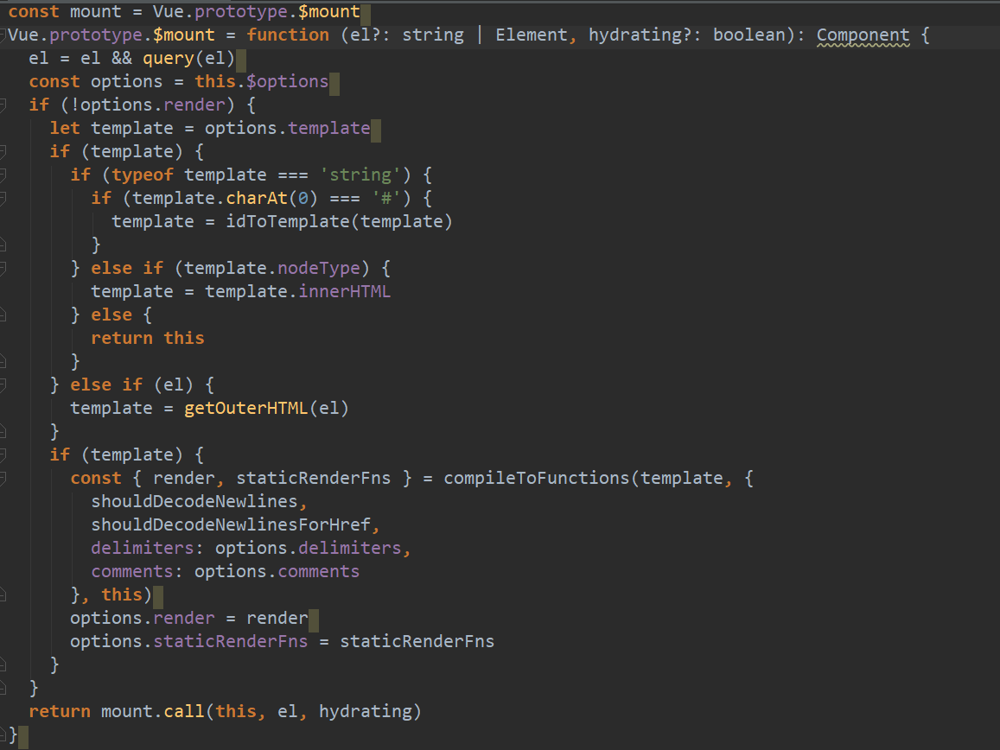 const mount = Vue.prototype.$mount
Vue.prototype.$mount = function (el?: string | Element, hydrating?: boolean): Component {
  el = el && query(el)
  const options = this.$options
  if (!options.render) {
    let template = options.template
    if (template) {
      if (typeof template === 'string') {
        if (template.charAt(0) === '#') {
          template = idToTemplate(template)
        }
      } else if (template.nodeType) {
        template = template.innerHTML
      } else {
        return this
      }
    } else if (el) {
      template = getOuterHTML(el)
    }
    if (template) {
      const { render, staticRenderFns } = compileToFunctions(template, {
        shouldDecodeNewlines,
        shouldDecodeNewlinesForHref,
        delimiters: options.delimiters,
        comments: options.comments
      }, this)
      options.render = render
      options.staticRenderFns = staticRenderFns
    }
  }
  return mount.call(this, el, hydrating)
}